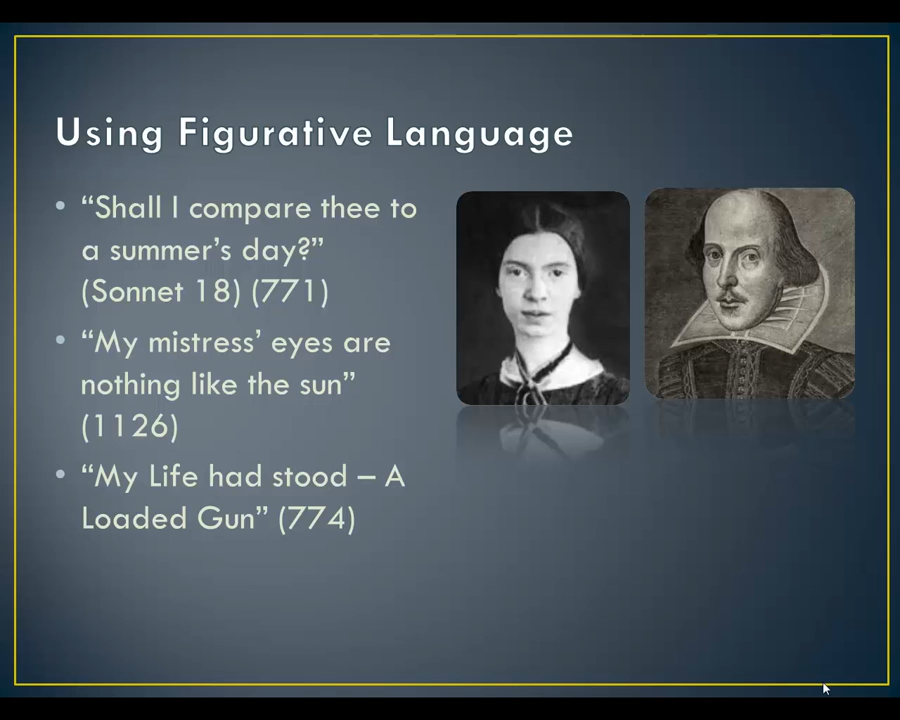 Using Figurative Language
• “Shall I compare thee to
a summer’s day?”
(Sonnet 18) (771)
• “My mistress’ eyes are
nothing like the sun”
(1126)
• “My Life had stood – A
Loaded Gun” (774)